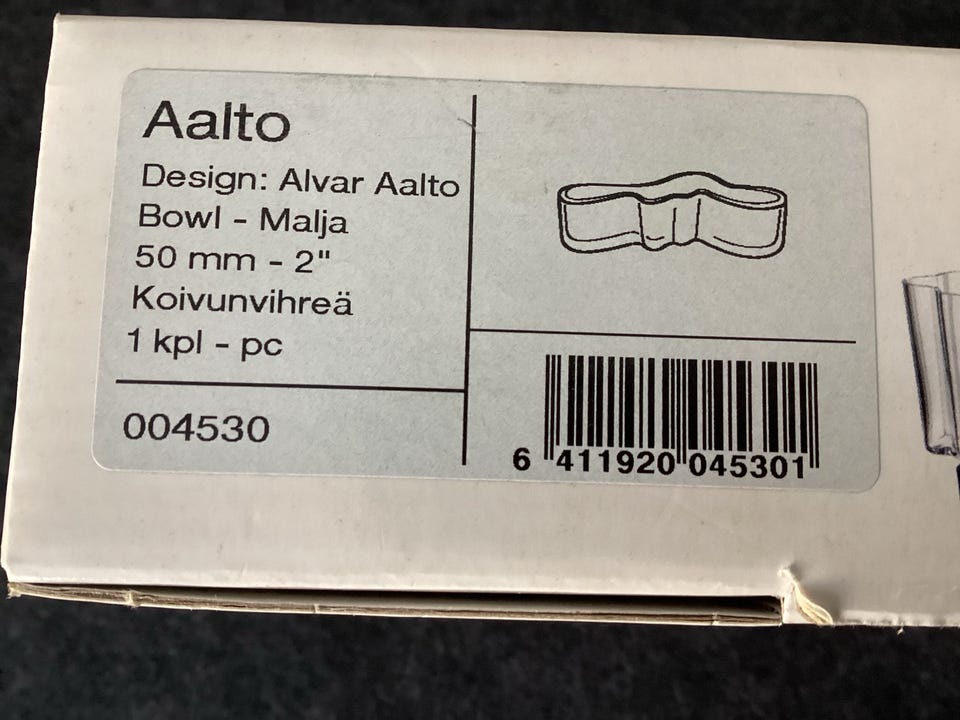 Aalto
Design: Alvar Aalto
Bowl - Malja
50 mm - 2"
Koivunvihreä
1 kpl - pc
004530
6 411920 045301